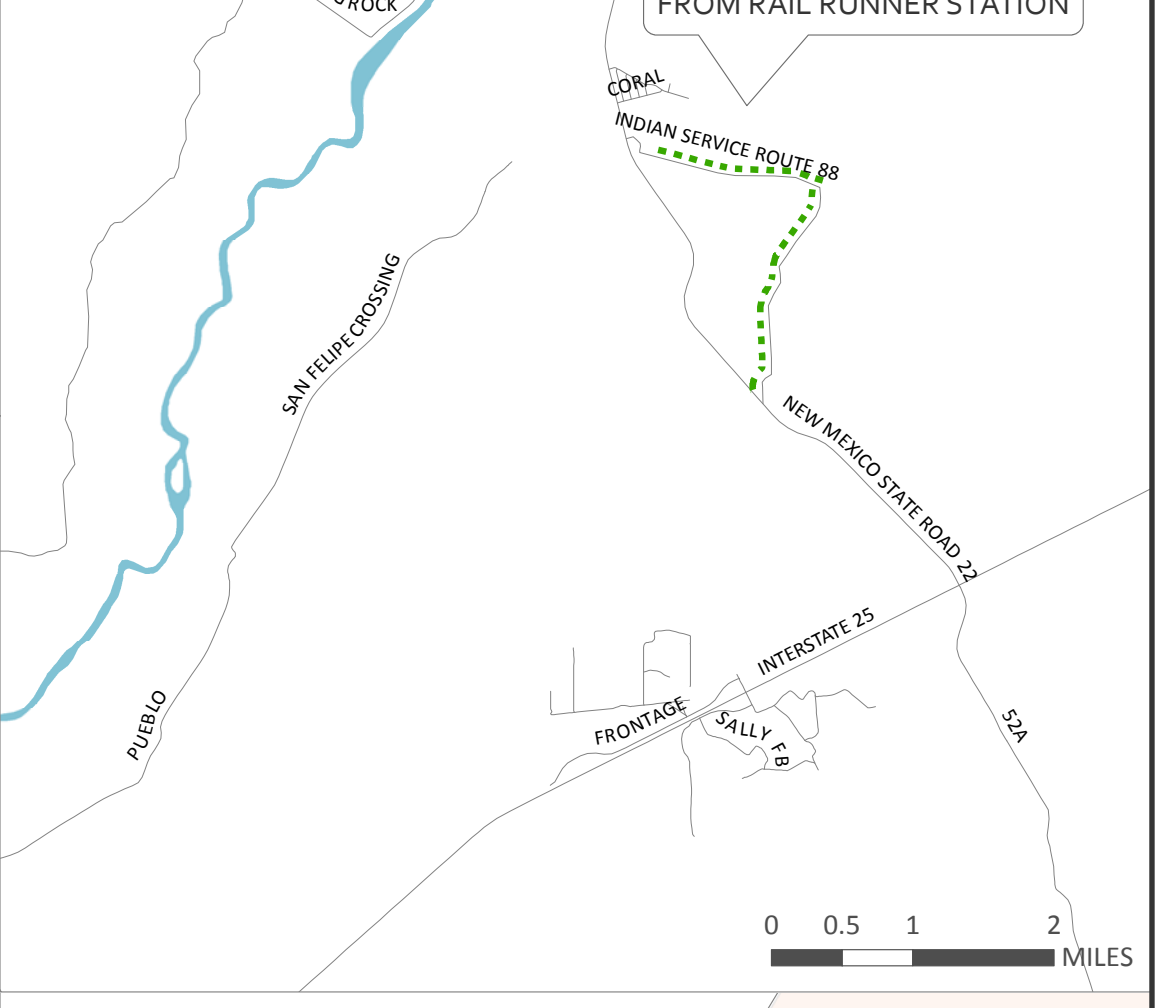 ROCK
FROM RAIL RUNNER STATION
CORAL
INDIAN SERVICE ROUTE 88
SAN FELIPE CROSSING
NEW MEXICO STATE ROAD 22
INTERSTATE 25
FRONTAGE
SALLY FB
52A
PUEBLO
0 0.5 1 2
MILES